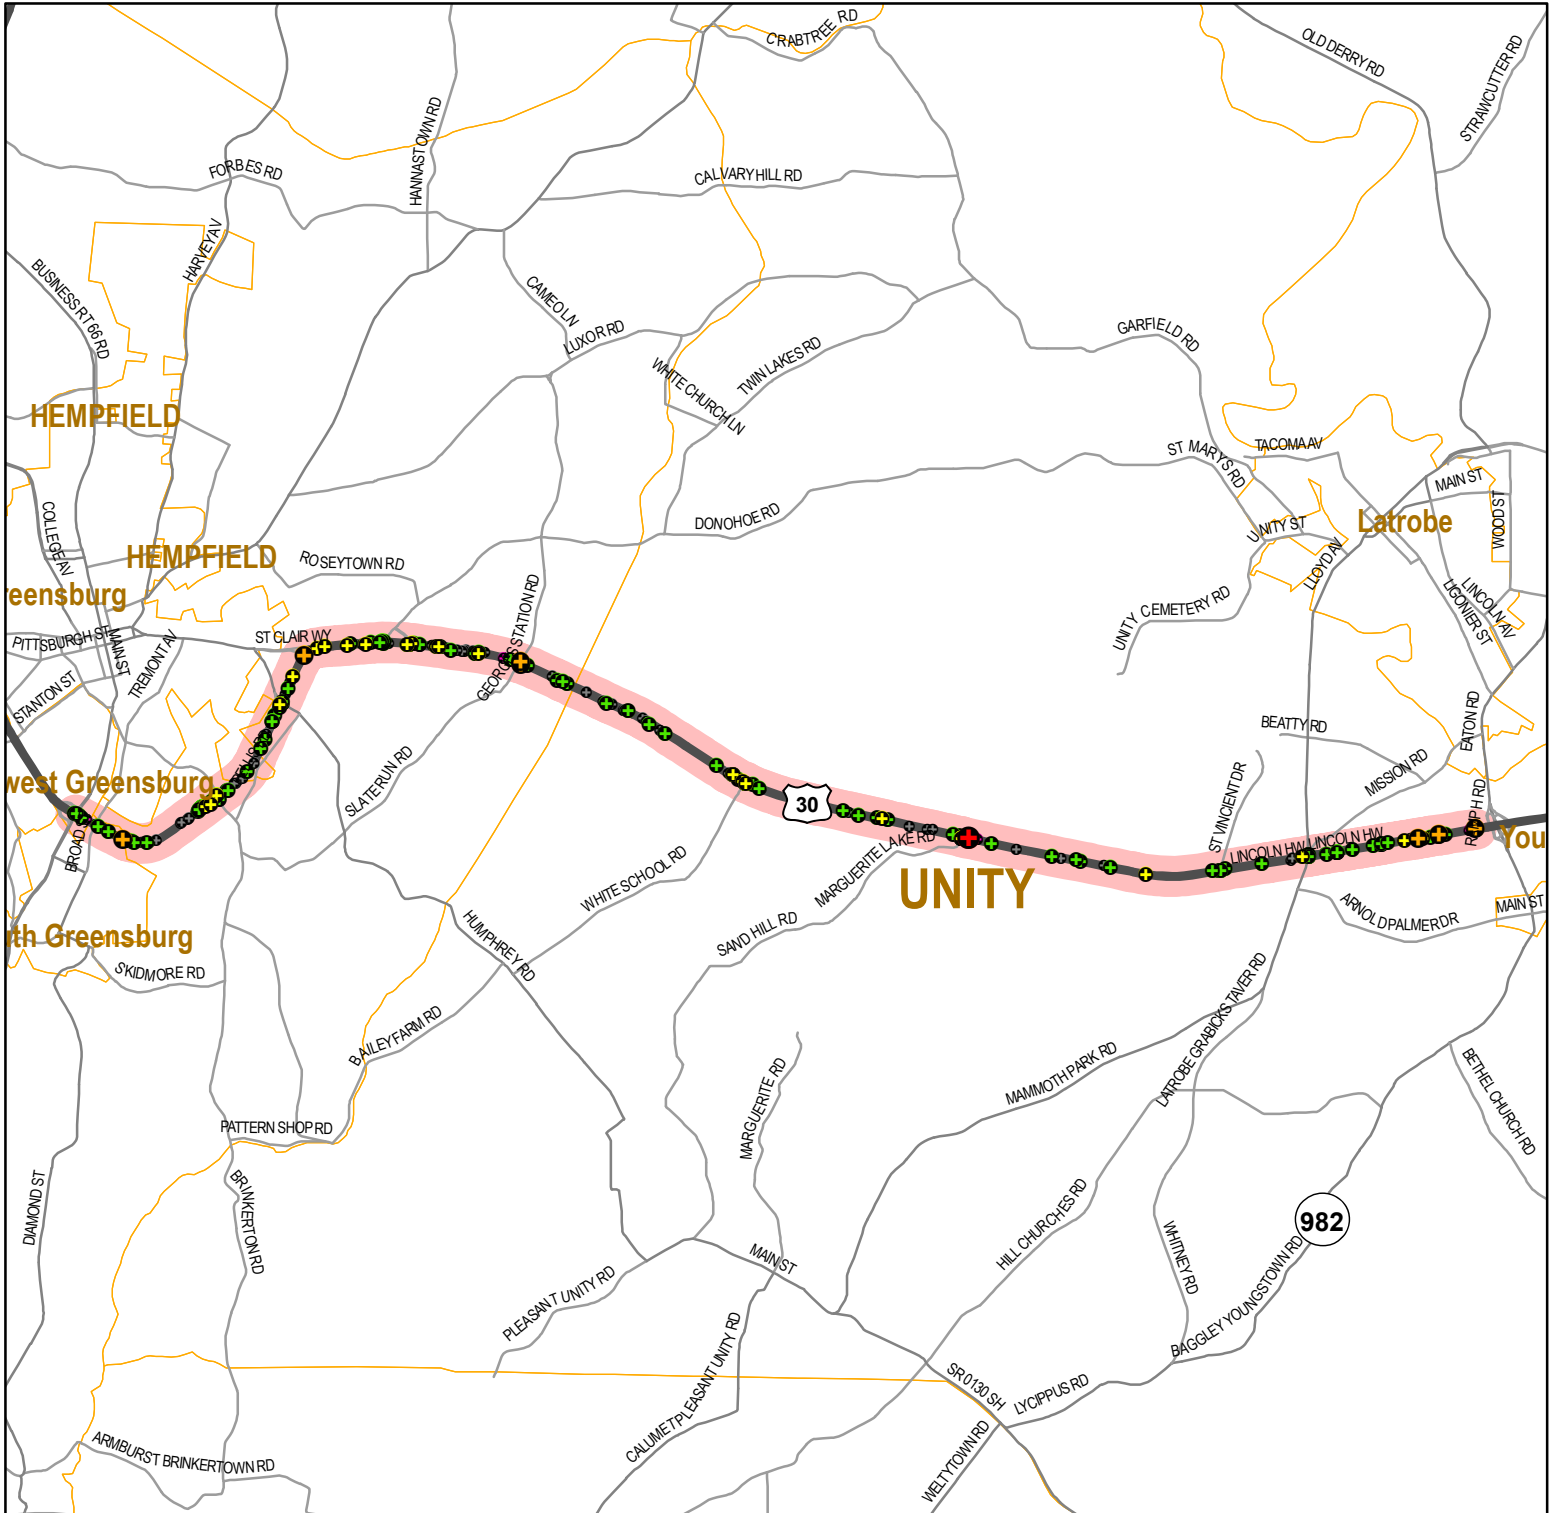 CRABTREE RD
OLD DERRY RD
STRAWCUTTER RD
HANNASTOWN RD
FORBES RD
CALVARY HILL RD
HARVEY AV
BUSINESS RT 66 RD
CAMEO LN
LUXOR RD
GARFIELD RD
TWIN LAKES RD
WHITE CHURCH LN
HEMPFIELD
ST MARYS RD
TACOMA AV
MAIN ST
WOOD ST
COLLEGE AV
DONOHOE RD
Latrobe
UNITY ST
HEMPFIELD
ROSEYTOWN RD
LLOYD AV
reensburg
UNITY CEMETERY RD
LINCOLN AV
LIGONIER ST
PITTSBURGH ST
MAIN ST
ST CLAIR WY
TREMONT AV
GEORGES STATION RD
STANTON ST
BEATTY RD
EATON RD
west Greensburg
SLATE RUN RD
ST VINCIENT DR
MISSION RD
30
REMPH RD
BROAD
MARGUERITE LAKE RD
LINCOLN HW
LINCOLN HW
You
WHITE SCHOOL RD
UNITY
ARNOLD PALMER DR
MAIN ST
rth Greensburg
SAND HILL RD
HUMPHREY RD
SKIDMORE RD
LATROBE GRABICKS TAVER RD
BAILEY FARM RD
MAMMOTH PARK RD
MARGUERITE RD
BETHEL CHURCH RD
PATTERN SHOP RD
DIAMOND ST
BRINKERTON RD
HILL CHURCHES RD
WHITNEY RD
982
MAIN ST
PLEASANT UNITY RD
BAGGLEY YOUNGSTOWN RD
CALUMET PLEASANT UNITY RD
SR 0130 SH
LYCIPPUS RD
ARMBURST BRINKERTOWN RD
WELTYTOWN RD